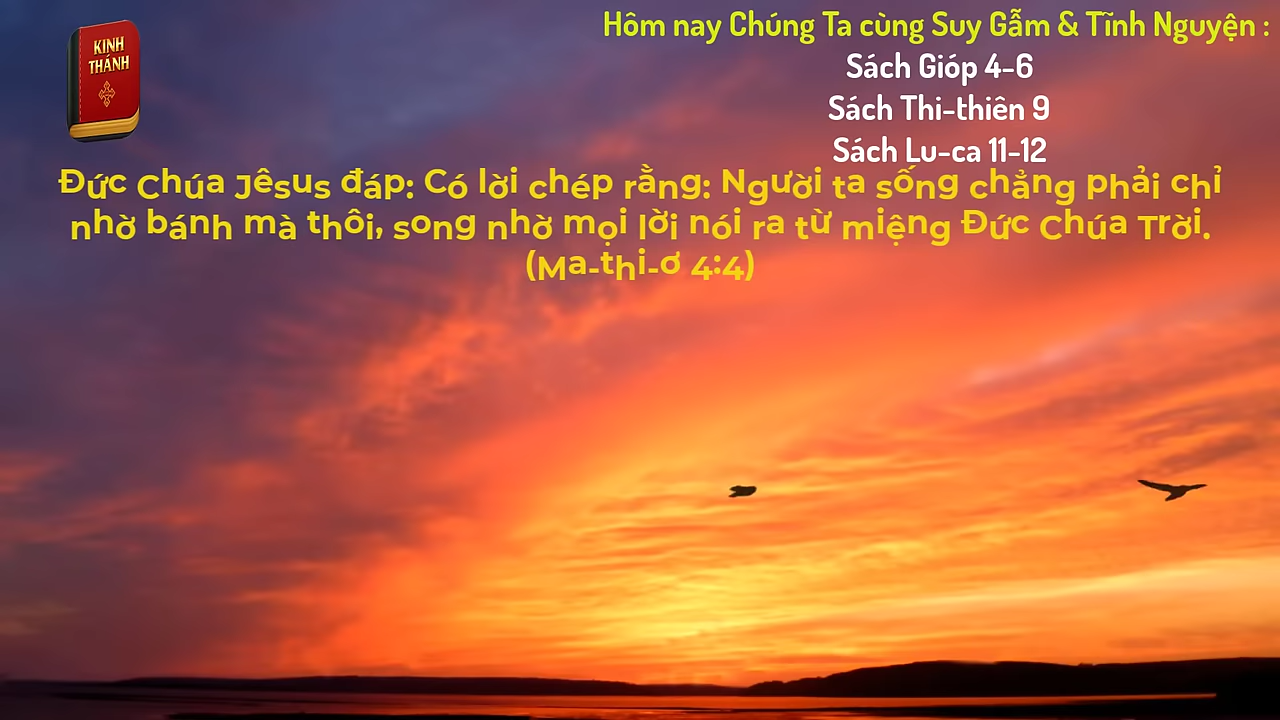 KINH
THÁNH
Hôm nay Chúng Ta cùng Suy Gẫm & Tĩnh Nguyện :
Sách Gióp 4-6
Sách Thi-thiên 9
Sách Lu-ca 11-12
Đức Chúa Jêsus đáp: Có lời chép rằng: Người ta sống chẳng phải chỉ
nhờ bánh mà thôi, song nhờ mọi lời nói ra từ miệng Đức Chúa Trời.
(Ma-thi-ơ 4:4)